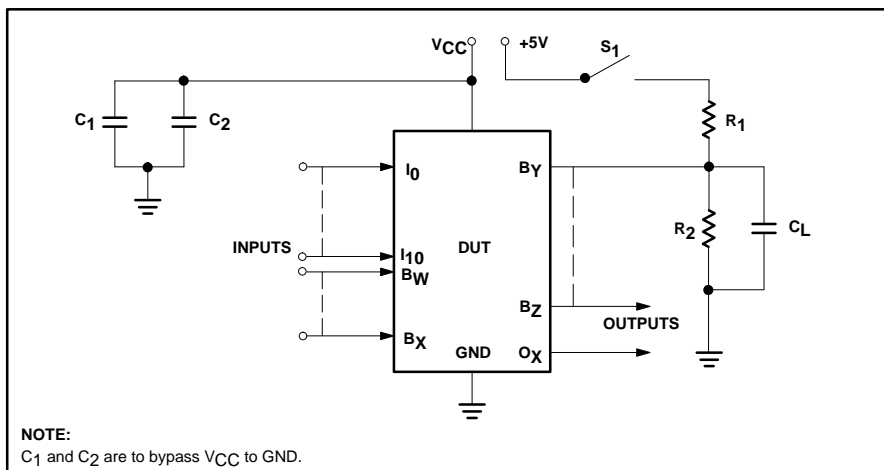 VCC
+5V
S1
C1
C2
R1
I0
BY
INPUTS
I10
BW
DUT
R2
CL
BZ
OUTPUTS
BX
GND
OX
NOTE:
C1 and C2 are to bypass VCC to GND.